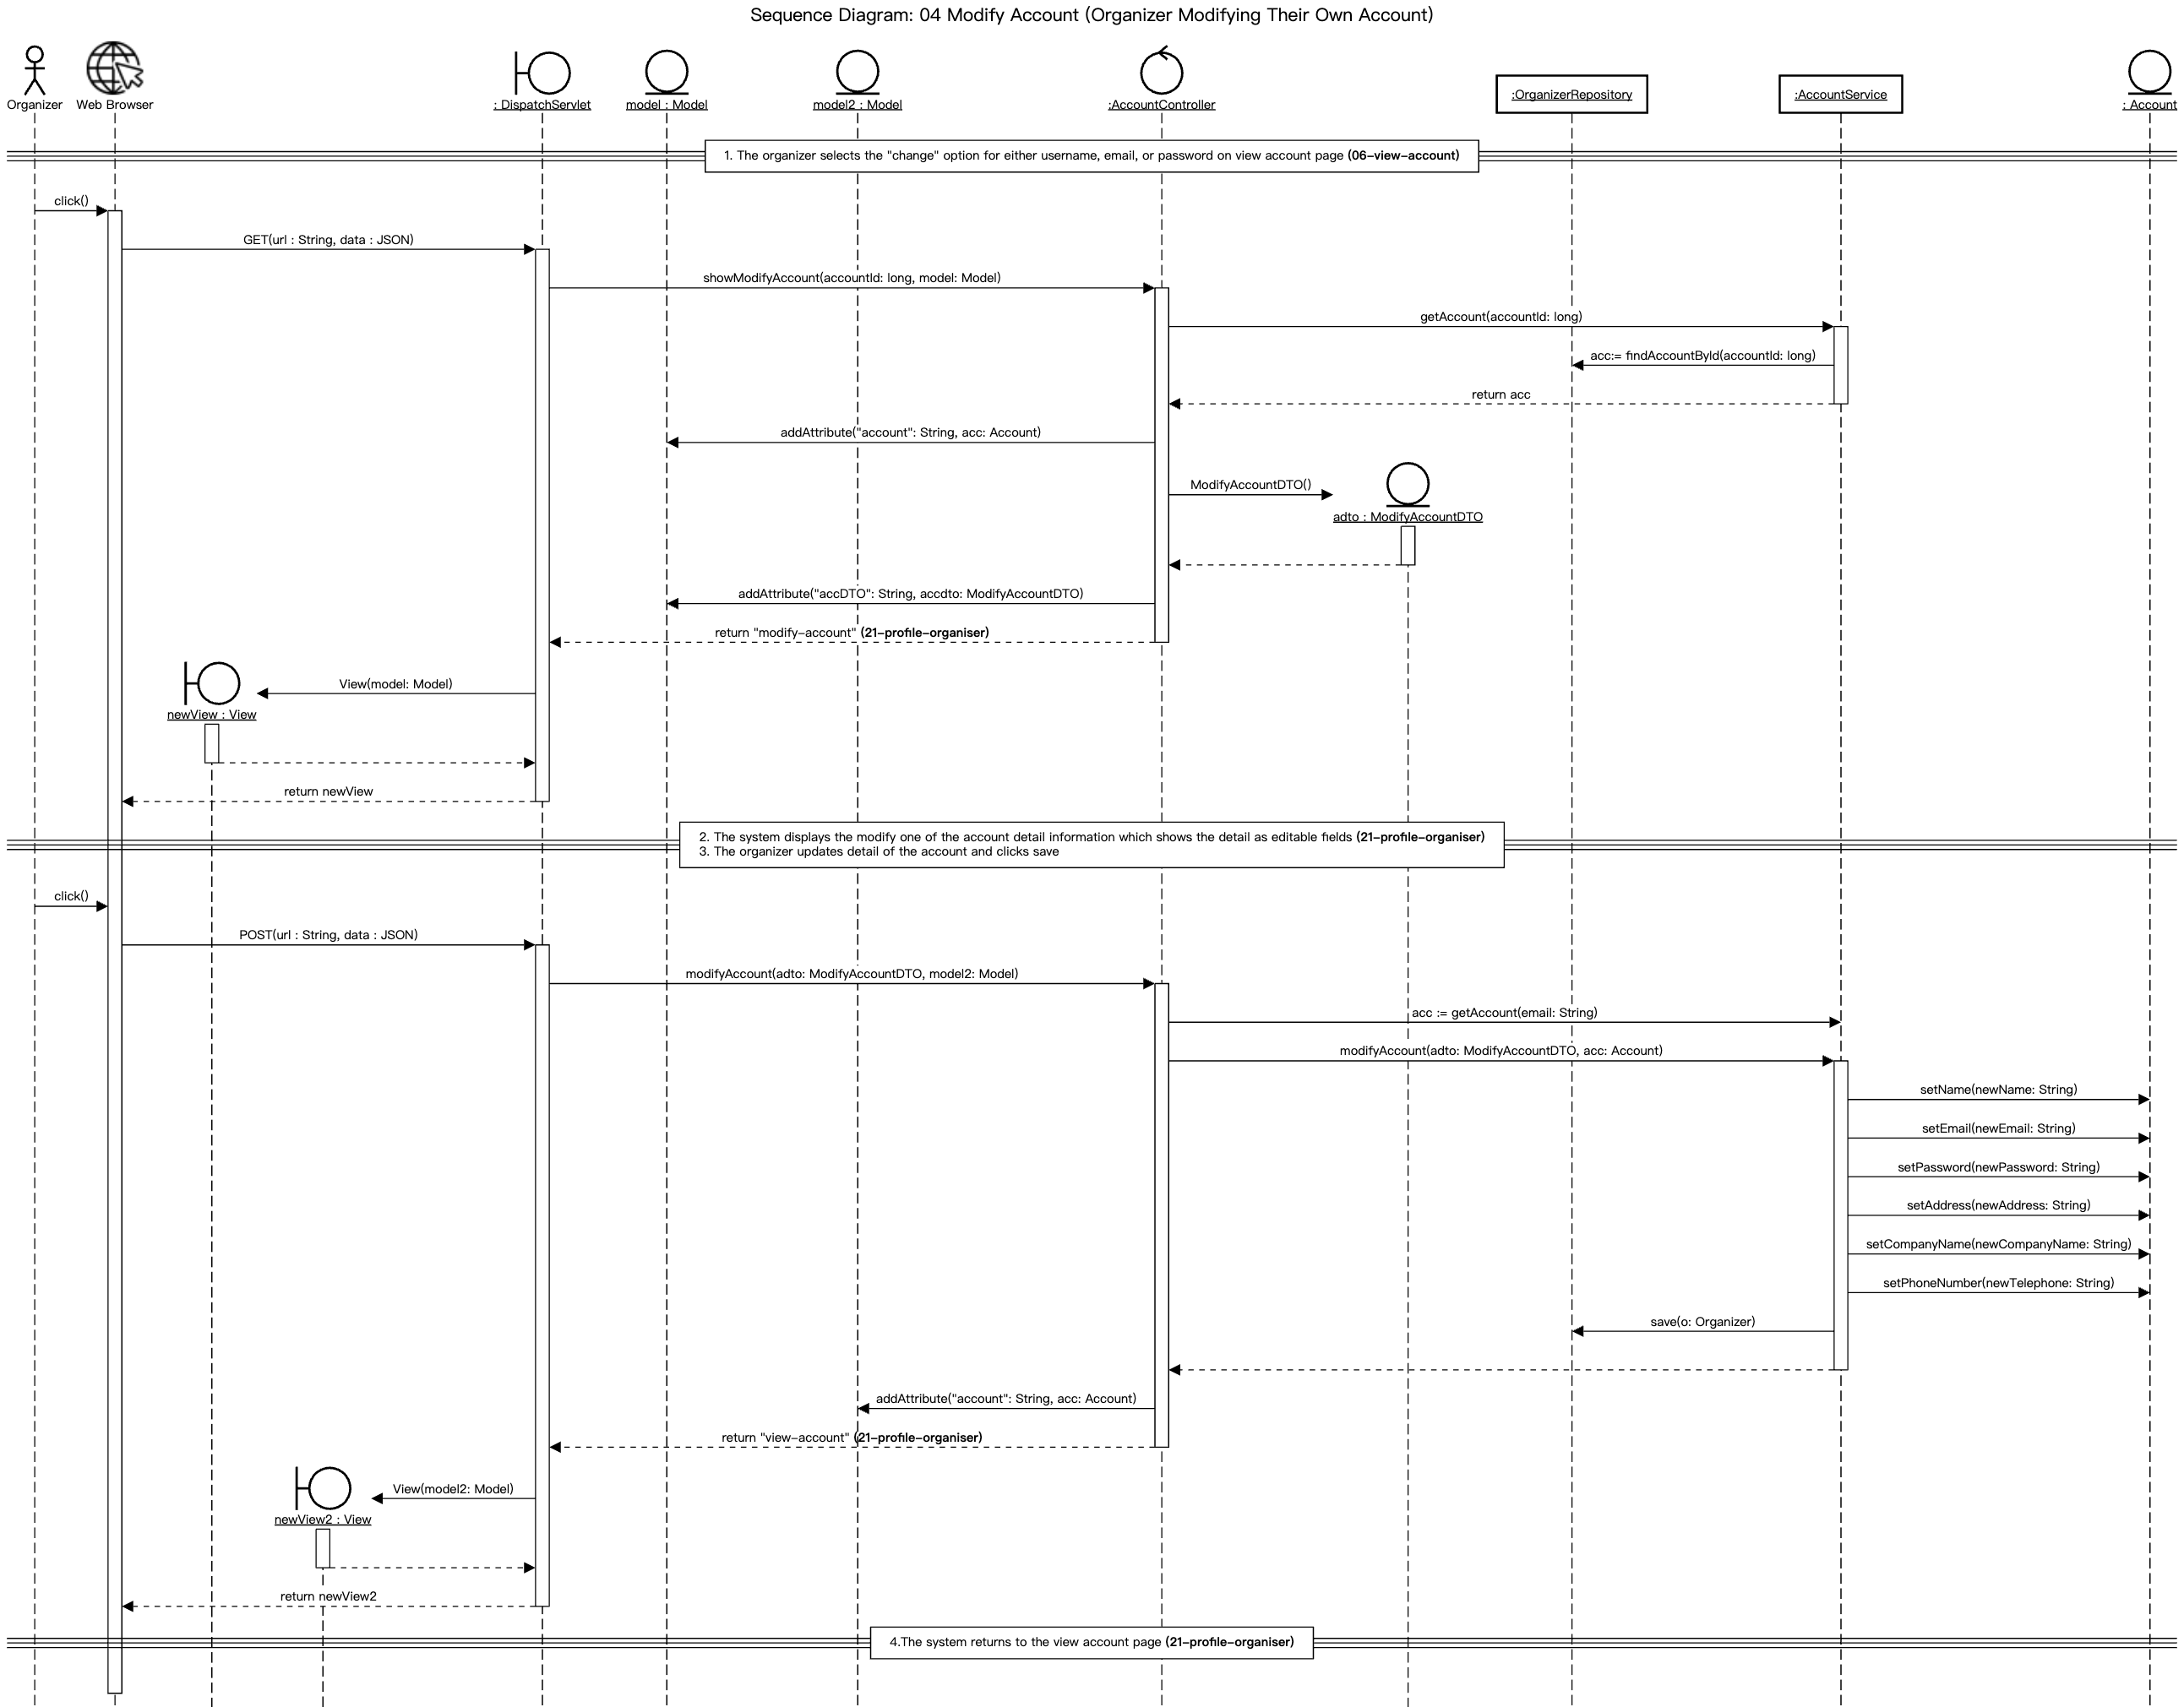 Sequence Diagram: 04 Modify Account (Organizer Modifying Their Own Account)
Organizer
Web Browser
: DispatchServlet
model : Model
model2 : Model
:AccountController
:OrganizerRepository
:AccountService
: Account
1. The organizer selects the "change" option for either username, email, or password on view account page (06-view-account)
click()
GET(url : String, data : JSON)
showModifyAccount(accountId: long, model: Model)
getAccount(accountId: long)
acc:= findAccountById(accountId: long)
return acc
addAttribute("account": String, acc: Account)
ModifyAccountDTO()
adto : ModifyAccountDTO
addAttribute("accDTO": String, accdto: ModifyAccountDTO)
return "modify-account" (21-profile-organiser)
View(model: Model)
newView : View
return newView
2. The system displays the modify one of the account detail information which shows the detail as editable fields (21-profile-organiser)
3. The organizer updates detail of the account and clicks save
click()
POST(url : String, data : JSON)
modifyAccount(adto: ModifyAccountDTO, model2: Model)
acc := getAccount(email: String)
modifyAccount(adto: ModifyAccountDTO, acc: Account)
setName(newName: String)
setEmail(newEmail: String)
setPassword(newPassword: String)
setAddress(newAddress: String)
setCompanyName(newCompanyName: String)
setPhoneNumber(newTelephone: String)
save(o: Organizer)
addAttribute("account": String, acc: Account)
return "view-account" (21-profile-organiser)
View(model2: Model)
newView2 : View
return newView2
4.The system returns to the view account page (21-profile-organiser)